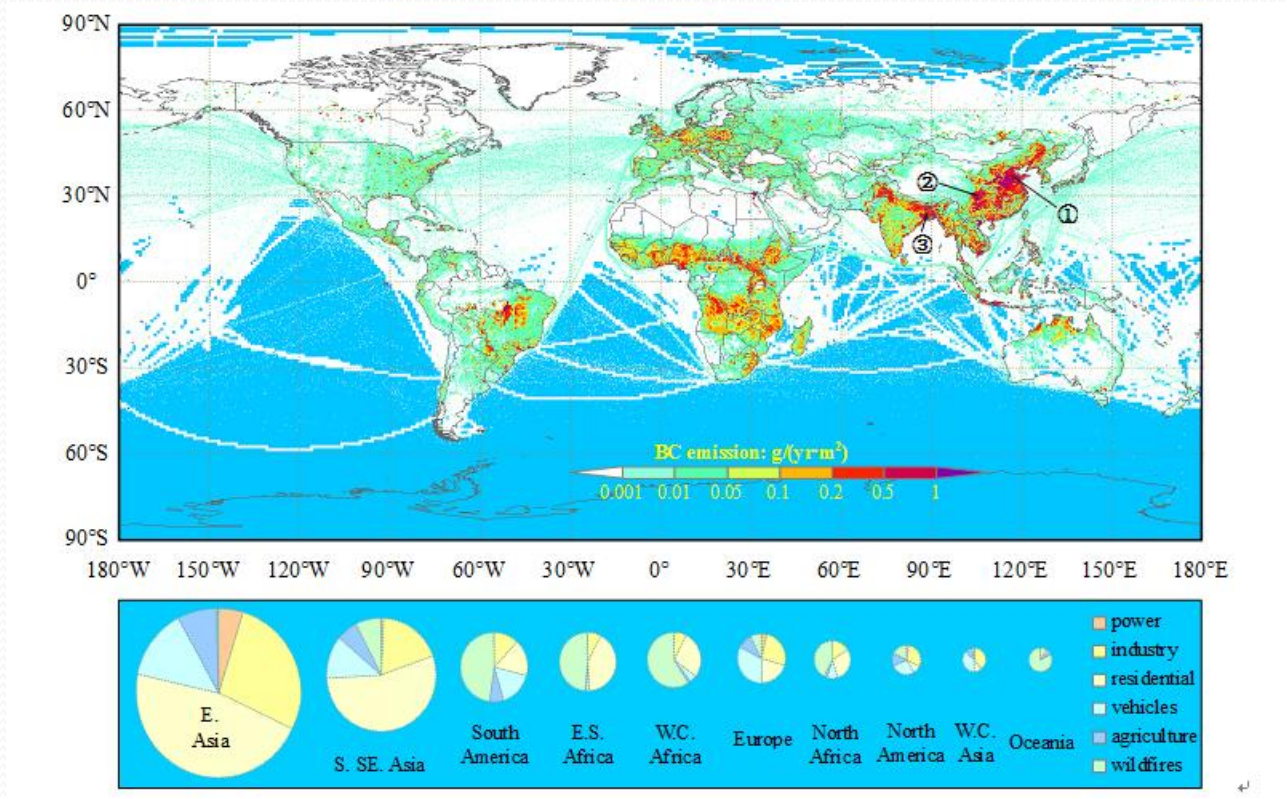 90°N
60°N
30°N
0°
30°S
60°S
90°S
②
①
③
BC emission: g/(yr·m²)
0.001 0.01 0.05 0.1 0.2 0.5 1
180°W 150°W 120°W 90°W 60°W 30°W 0° 30°E 60°E 90°E 120°E 150°E 180°E
E.
Asia
S. SE. Asia
South
America
E.S.
Africa
W.C.
Africa
Europe
North
Africa
North
America
W.C.
Asia
Oceania
power
industry
residential
vehicles
agriculture
wildfires